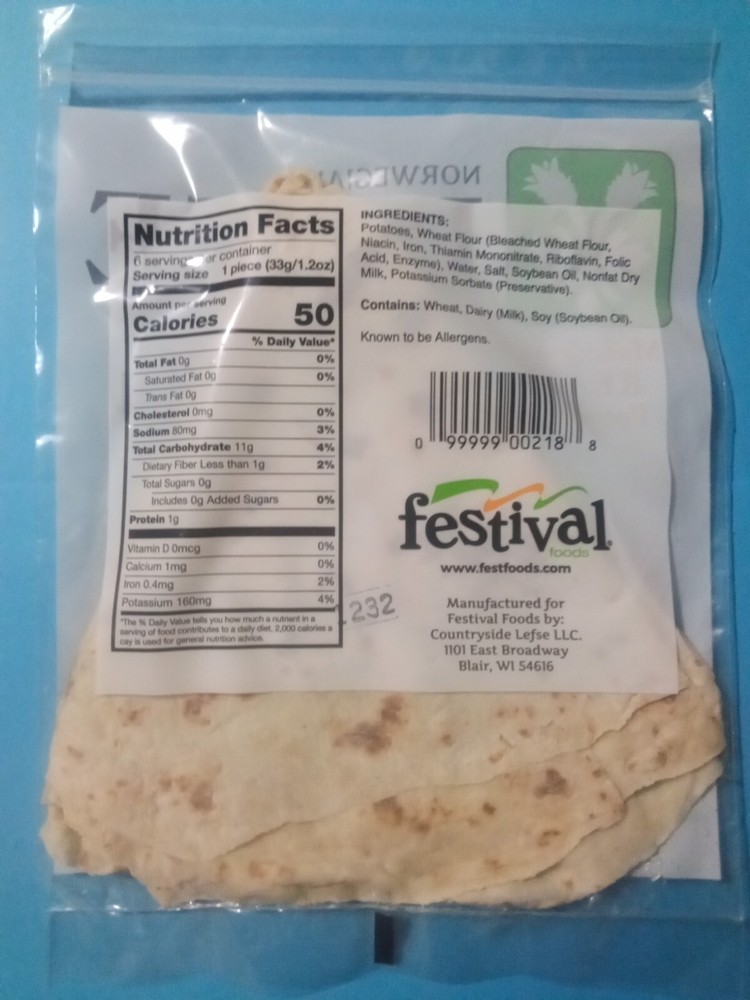 NORWEGIAN
Nutrition Facts
6 servings per container
Serving size 1 piece (33g/1.2oz)
Amount per serving
Calories 50
% Daily Value*
Total Fat 0g 0%
Saturated Fat 0g 0%
Trans Fat 0g
Cholesterol 0mg 0%
Sodium 80mg 3%
Total Carbohydrate 11g 4%
Dietary Fiber Less than 1g 2%
Total Sugars 0g
Includes 0g Added Sugars 0%
Protein 1g
Vitamin D 0mcg 0%
Calcium 1mg 0%
Iron 0.4mg 2%
Potassium 160mg 4%
*The % Daily Value tells you how much a nutrient in a
serving of food contributes to a daily diet. 2,000 calories a
day is used for general nutrition advice.
INGREDIENTS:
Potatoes, Wheat Flour (Bleached Wheat Flour,
Niacin, Iron, Thiamin Mononitrate, Riboflavin, Folic
Acid, Enzyme), Water, Salt, Soybean Oil, Nonfat Dry
Milk, Potassium Sorbate (Preservative).
Contains: Wheat, Dairy (Milk), Soy (Soybean Oil).
Known to be Allergens.
0 99999 00218 8
festival
foods
www.festfoods.com
232
Manufactured for
Festival Foods by:
Countryside Lefse LLC.
1101 East Broadway
Blair, WI 54616